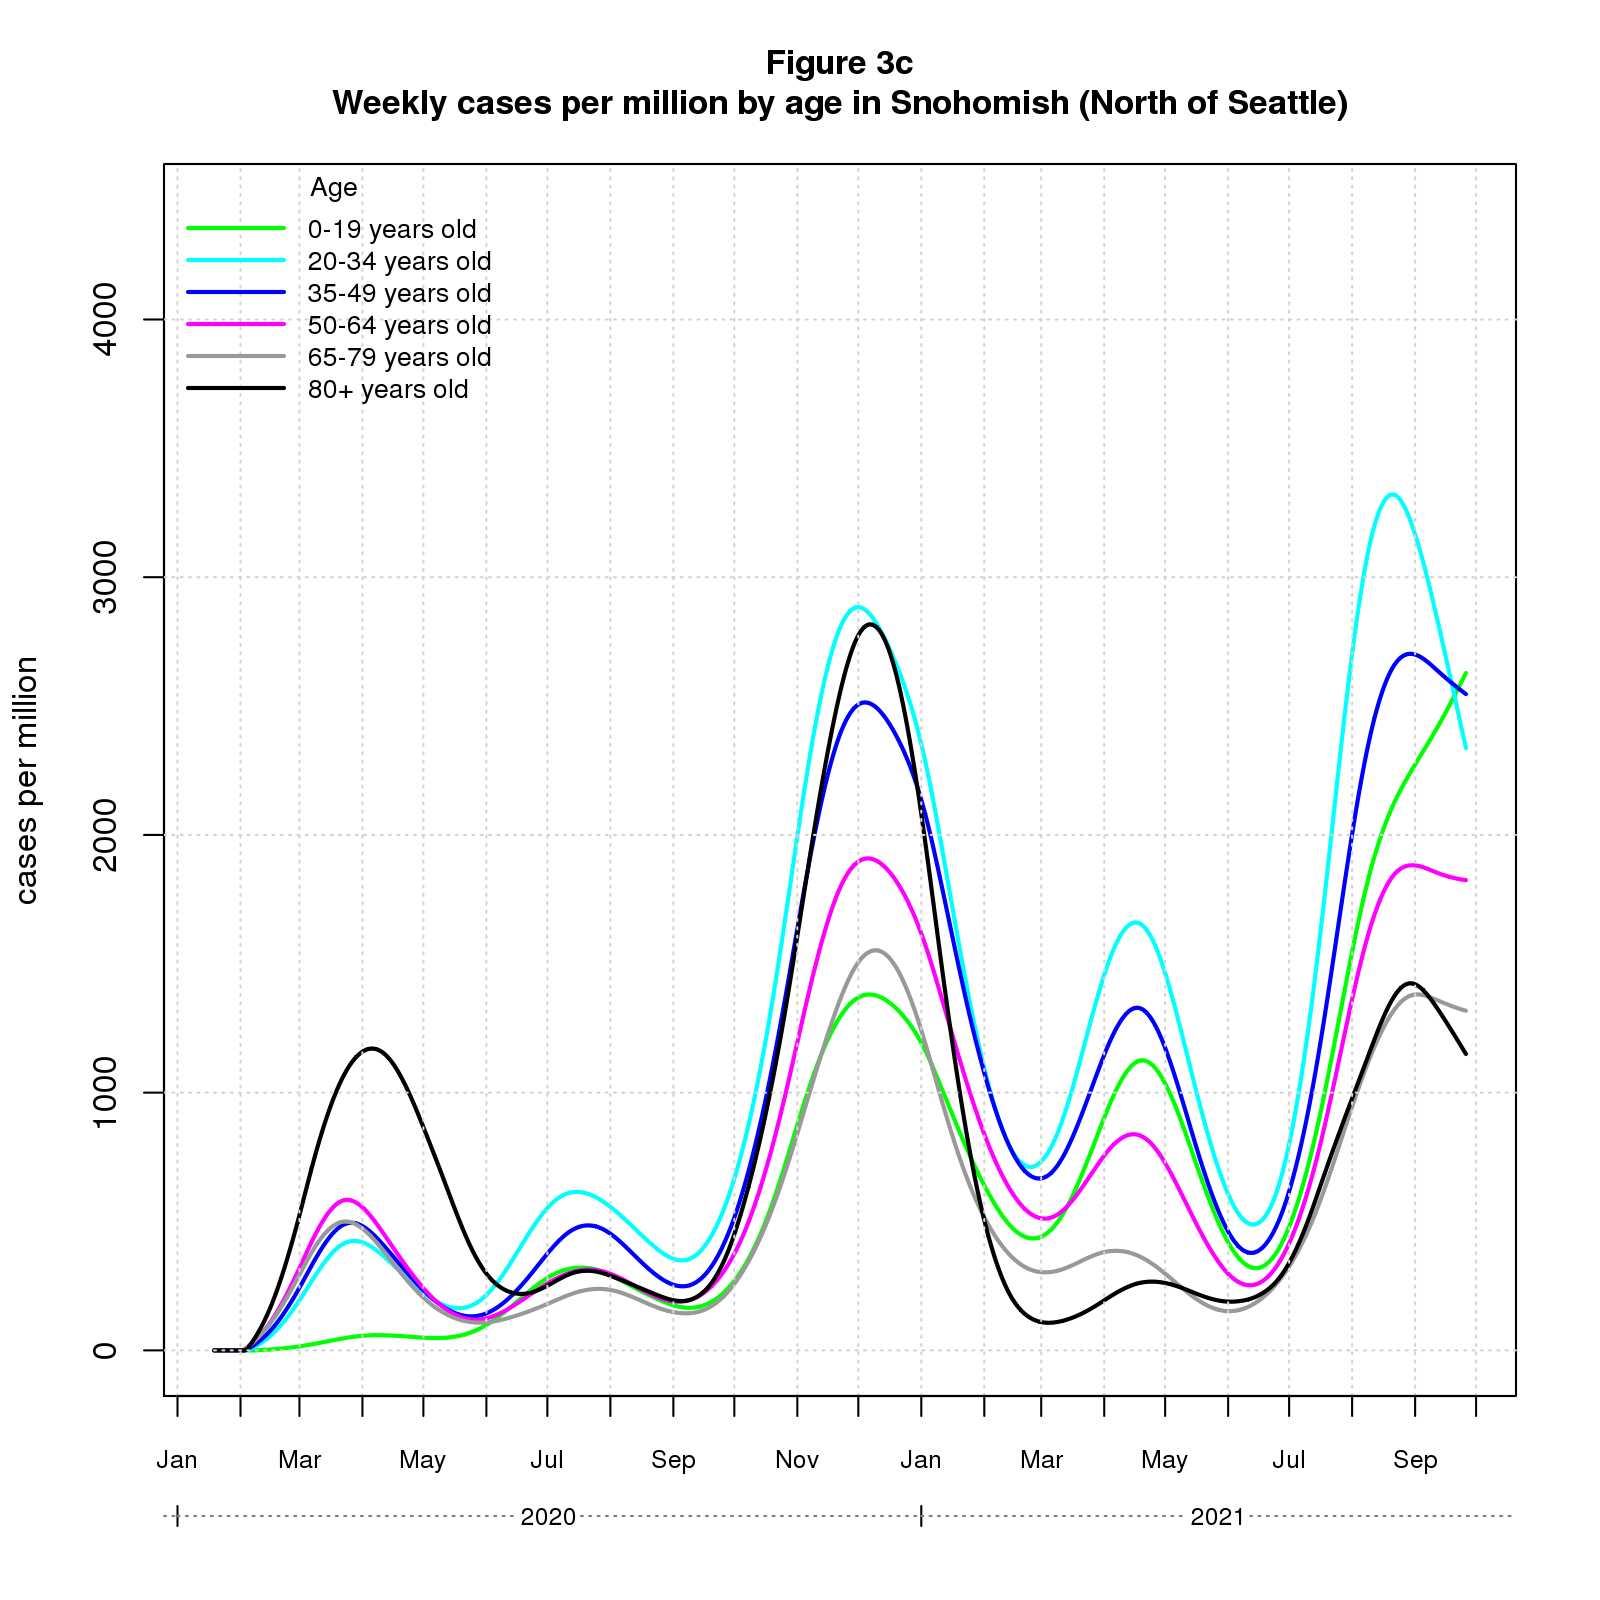 Figure 3c
Weekly cases per million by age in Snohomish (North of Seattle)
Age
0-19 years old
20-34 years old
35-49 years old
50-64 years old
65-79 years old
80+ years old
cases per million
4000
3000
2000
1000
0
Jan Mar May Jul Sep Nov Jan Mar May Jul Sep
2020 2021